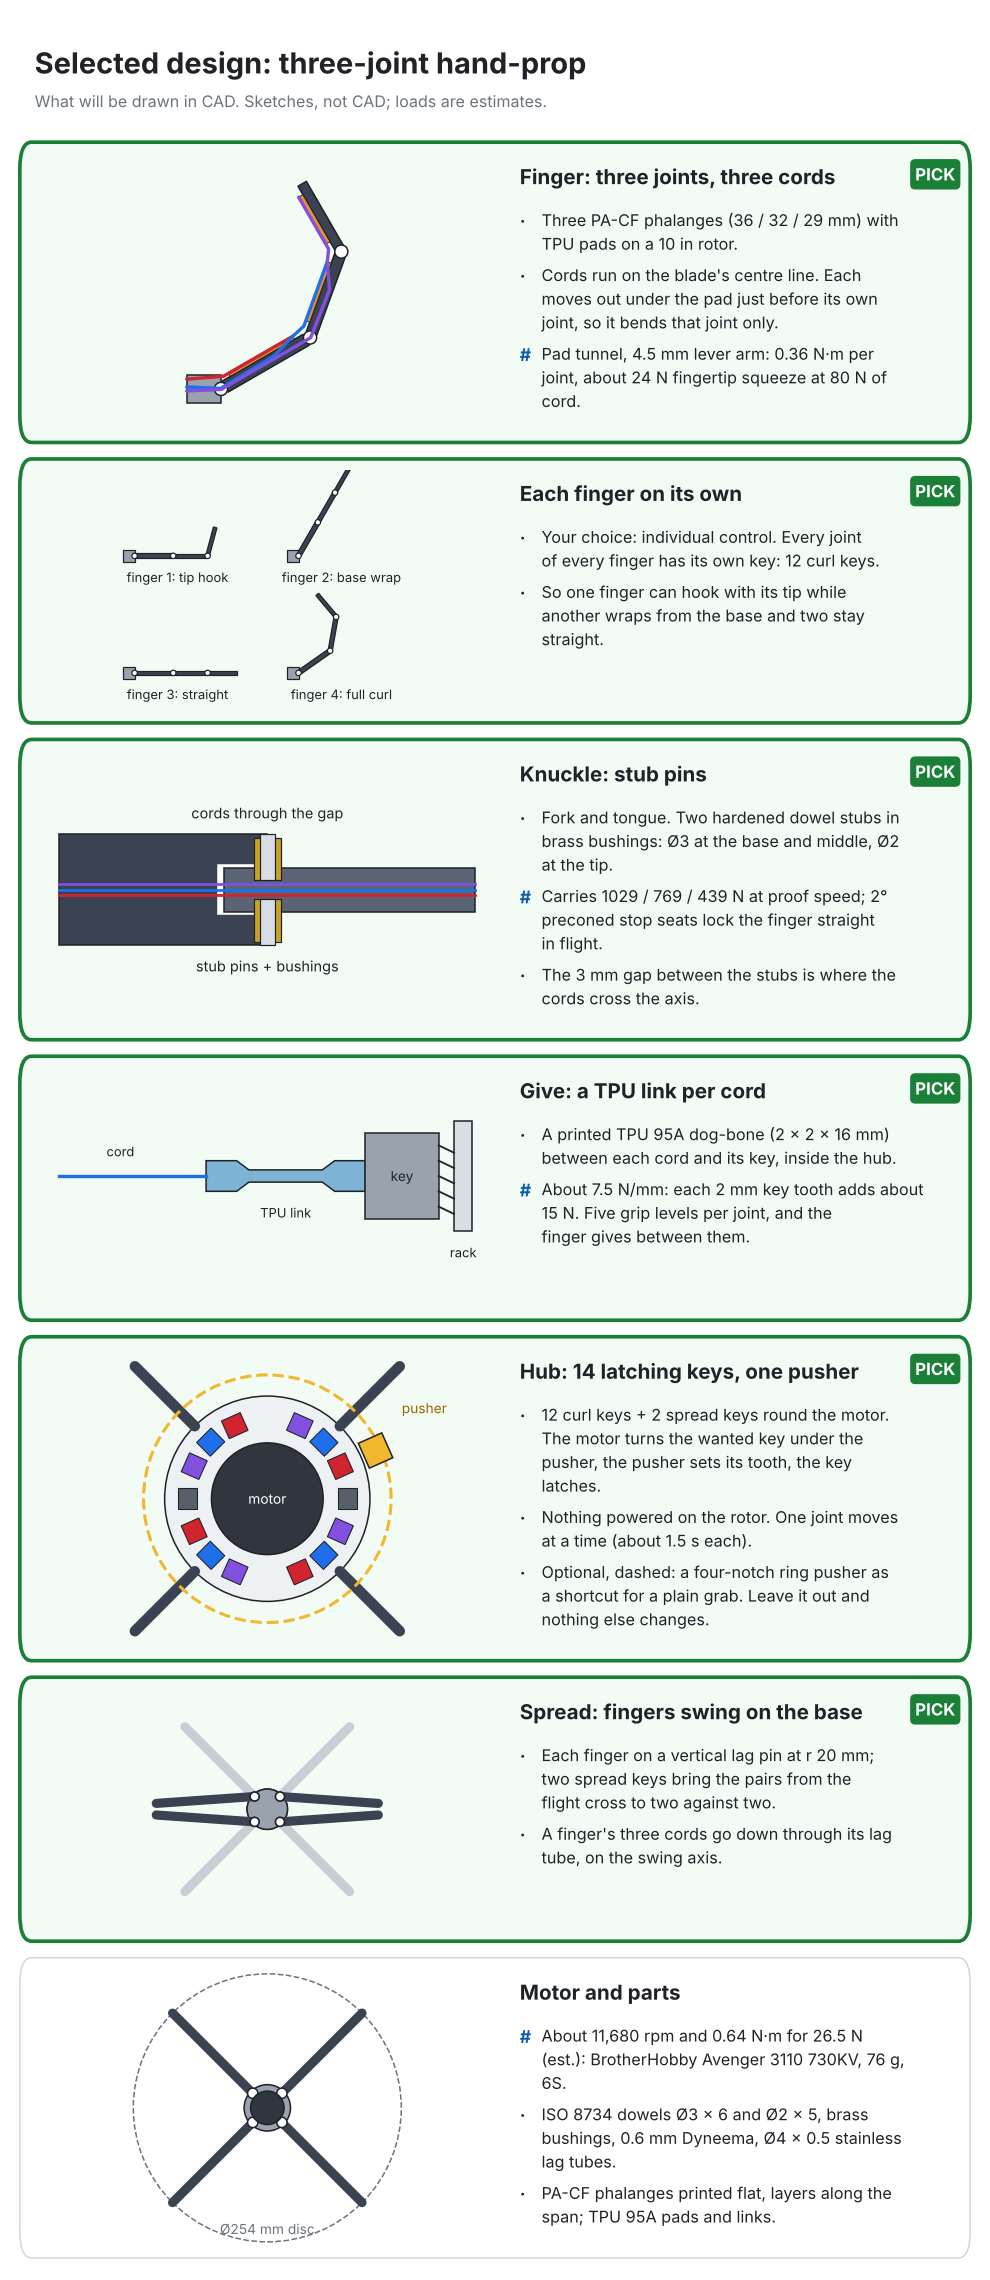 Selected design: three-joint hand-prop
What will be drawn in CAD. Sketches, not CAD; loads are estimates.
Finger: three joints, three cords
PICK
· Three PA-CF phalanges (36 / 32 / 29 mm) with
TPU pads on a 10 in rotor.
· Cords run on the blade's centre line. Each
moves out under the pad just before its own
joint, so it bends that joint only.
# Pad tunnel, 4.5 mm lever arm: 0.36 N·m per
joint, about 24 N fingertip squeeze at 80 N of
cord.
finger 1: tip hook
finger 2: base wrap
finger 3: straight
finger 4: full curl
Each finger on its own
PICK
· Your choice: individual control. Every joint
of every finger has its own key: 12 curl keys.
· So one finger can hook with its tip while
another wraps from the base and two stay
straight.
cords through the gap
stub pins + bushings
Knuckle: stub pins
PICK
· Fork and tongue. Two hardened dowel stubs in
brass bushings: Ø3 at the base and middle, Ø2
at the tip.
# Carries 1029 / 769 / 439 N at proof speed; 2°
preconed stop seats lock the finger straight
in flight.
· The 3 mm gap between the stubs is where the
cords cross the axis.
cord
TPU link
key
rack
Give: a TPU link per cord
PICK
· A printed TPU 95A dog-bone (2 × 2 × 16 mm)
between each cord and its key, inside the hub.
# About 7.5 N/mm: each 2 mm key tooth adds about
15 N. Five grip levels per joint, and the
finger gives between them.
pusher
motor
Hub: 14 latching keys, one pusher
PICK
· 12 curl keys + 2 spread keys round the motor.
The motor turns the wanted key under the
pusher, the pusher sets its tooth, the key
latches.
· Nothing powered on the rotor. One joint moves
at a time (about 1.5 s each).
· Optional, dashed: a four-notch ring pusher as
a shortcut for a plain grab. Leave it out and
nothing else changes.
Spread: fingers swing on the base
PICK
· Each finger on a vertical lag pin at r 20 mm;
two spread keys bring the pairs from the
flight cross to two against two.
· A finger's three cords go down through its lag
tube, on the swing axis.
Ø254 mm disc
Motor and parts
# About 11,680 rpm and 0.64 N·m for 26.5 N
(est.): BrotherHobby Avenger 3110 730KV, 76 g,
6S.
· ISO 8734 dowels Ø3 × 6 and Ø2 × 5, brass
bushings, 0.6 mm Dyneema, Ø4 × 0.5 stainless
lag tubes.
· PA-CF phalanges printed flat, layers along the
span; TPU 95A pads and links.